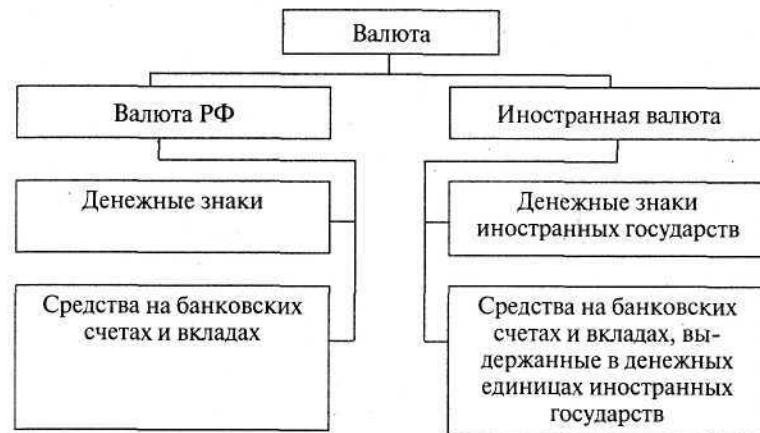 Валюта
Валюта РФ
Иностранная валюта
Денежные знаки
Денежные знаки
иностранных государств
Средства на банковских
счетах и вкладах
Средства на банковских
счетах и вкладах, вы-
держанные в денежных
единицах иностранных
государств